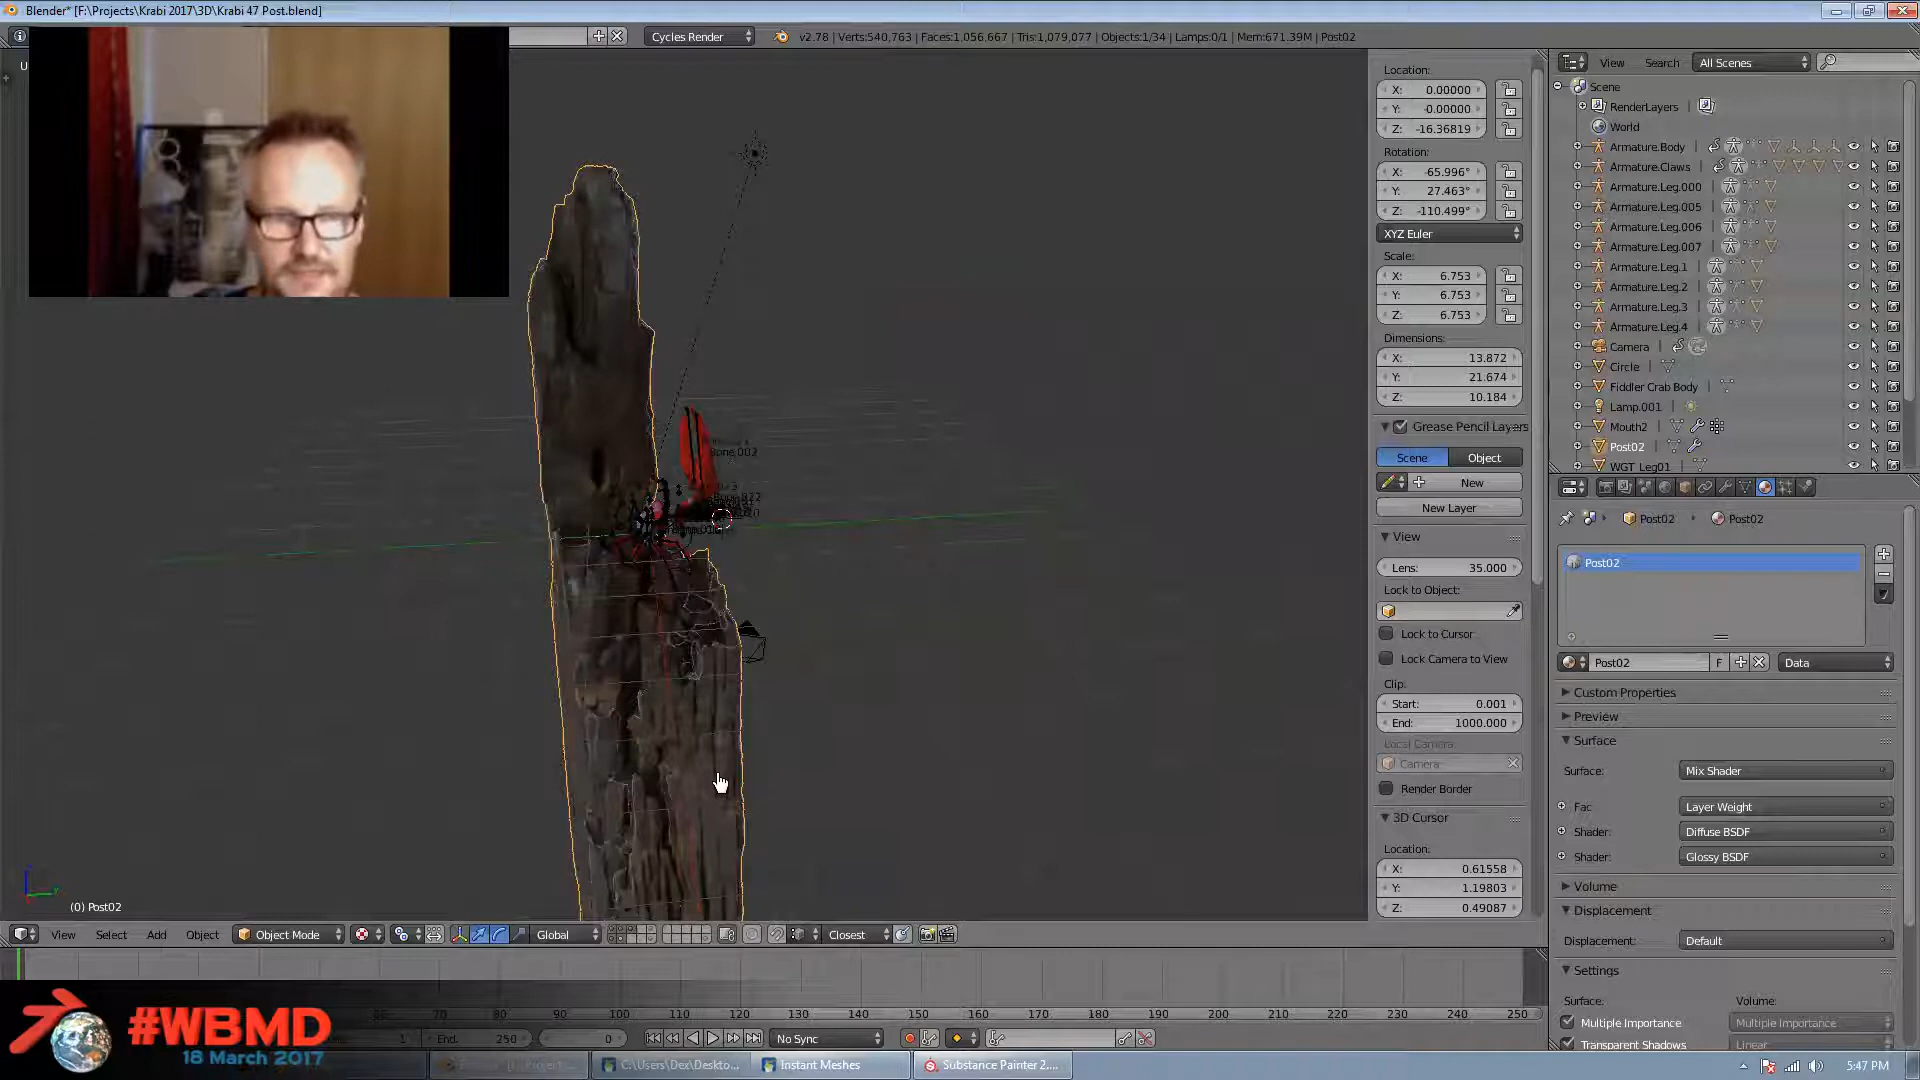 Blender* [F:\Projects\Krabi 2017\3D\Krabi 47 Post.blend]
Cycles Render
v2.78 | Verts:540,763 | Faces:1,056,667 | Tris:1,079,077 | Objects:1/34 | Lamps:0/1 | Mem:671.39M | Post02
View Search All Scenes
U
Location:
X: 0.00000
Y: -0.00000
Z: -16.36819
Rotation:
X: -65.996°
Y: 27.463°
Z: -110.499°
XYZ Euler
Scale:
X: 6.753
Y: 6.753
Z: 6.753
Dimensions:
X: 13.872
Y: 21.674
Z: 10.184
Grease Pencil Layers
Scene Object
New
New Layer
View
Lens: 35.000
Lock to Object:
Lock to Cursor
Lock Camera to View
Clip:
Start: 0.001
End: 1000.000
Local Camera:
Camera
Render Border
3D Cursor
Location:
X: 0.61558
Y: 1.19803
Z: 0.49087
Scene
RenderLayers
World
Armature.Body
Armature.Claws
Armature.Leg.000
Armature.Leg.005
Armature.Leg.006
Armature.Leg.007
Armature.Leg.1
Armature.Leg.2
Armature.Leg.3
Armature.Leg.4
Camera
Circle
Fiddler Crab Body
Lamp.001
Mouth2
Post02
WGT_Leg01
Post02 Post02
Post02
Post02 F Data
Custom Properties
Preview
Surface
Surface: Mix Shader
Fac: Layer Weight
Shader: Diffuse BSDF
Shader: Glossy BSDF
Volume
Displacement
Displacement: Default
Settings
Surface: Volume:
Multiple Importance Multiple Importance
Transparent Shadows Linear
Bone.002
(0) Post02
View Select Add Object Object Mode Global Closest
70 80 90 100 110 120 130 140 150 160 170 180 190 200 210 220 230 240 250
1 End: 250 0 No Sync
#WBMD
18 March 2017
C:\Users\Dex\Deskto... Instant Meshes Substance Painter 2.... 5:47 PM